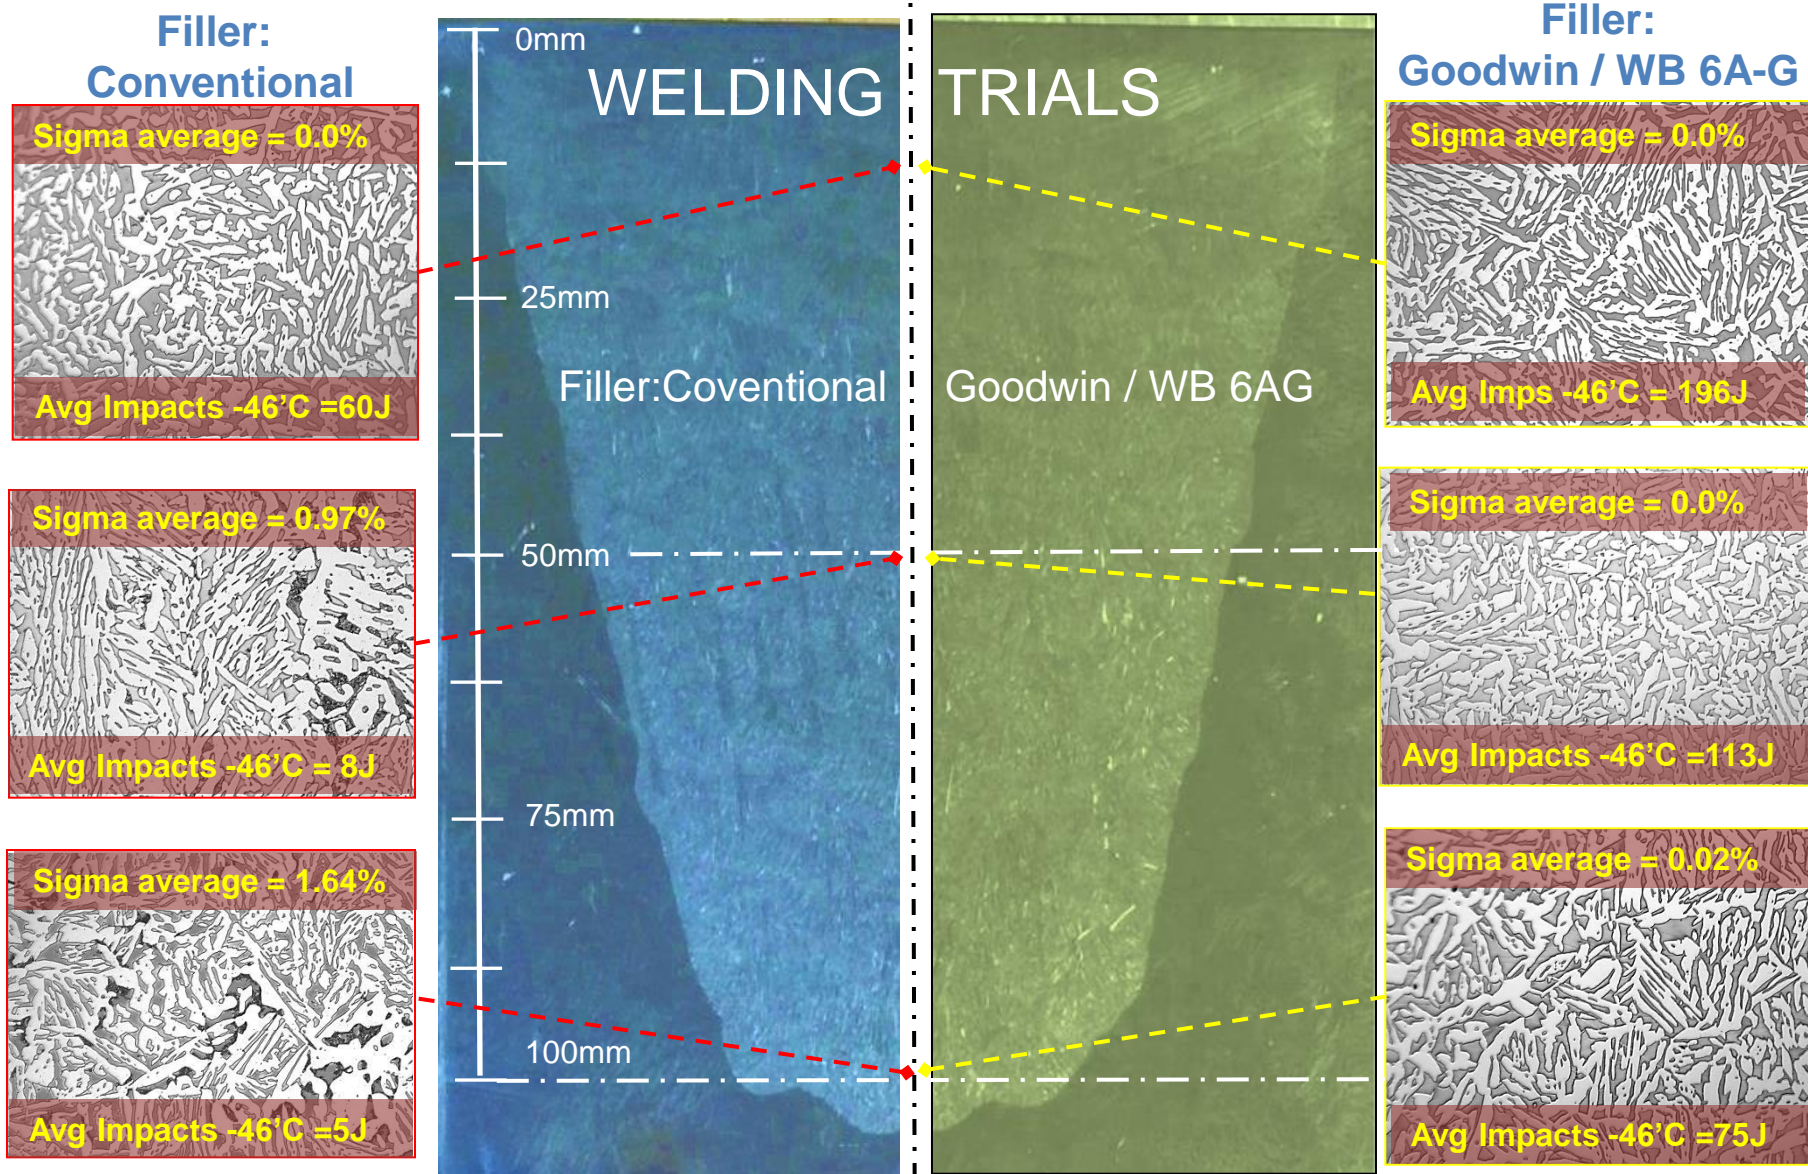 Filler:
Conventional
Sigma average = 0.0%
Avg Impacts -46'C =60J
Sigma average = 0.97%
Avg Impacts -46'C = 8J
Sigma average = 1.64%
Avg Impacts -46'C =5J
WELDING TRIALS
0mm
25mm
Filler:Coventional
Goodwin / WB 6AG
50mm
75mm
100mm
Filler:
Goodwin / WB 6A-G
Sigma average = 0.0%
Avg Imps -46'C = 196J
Sigma average = 0.0%
Avg Impacts -46'C =113J
Sigma average = 0.02%
Avg Impacts -46'C =75J